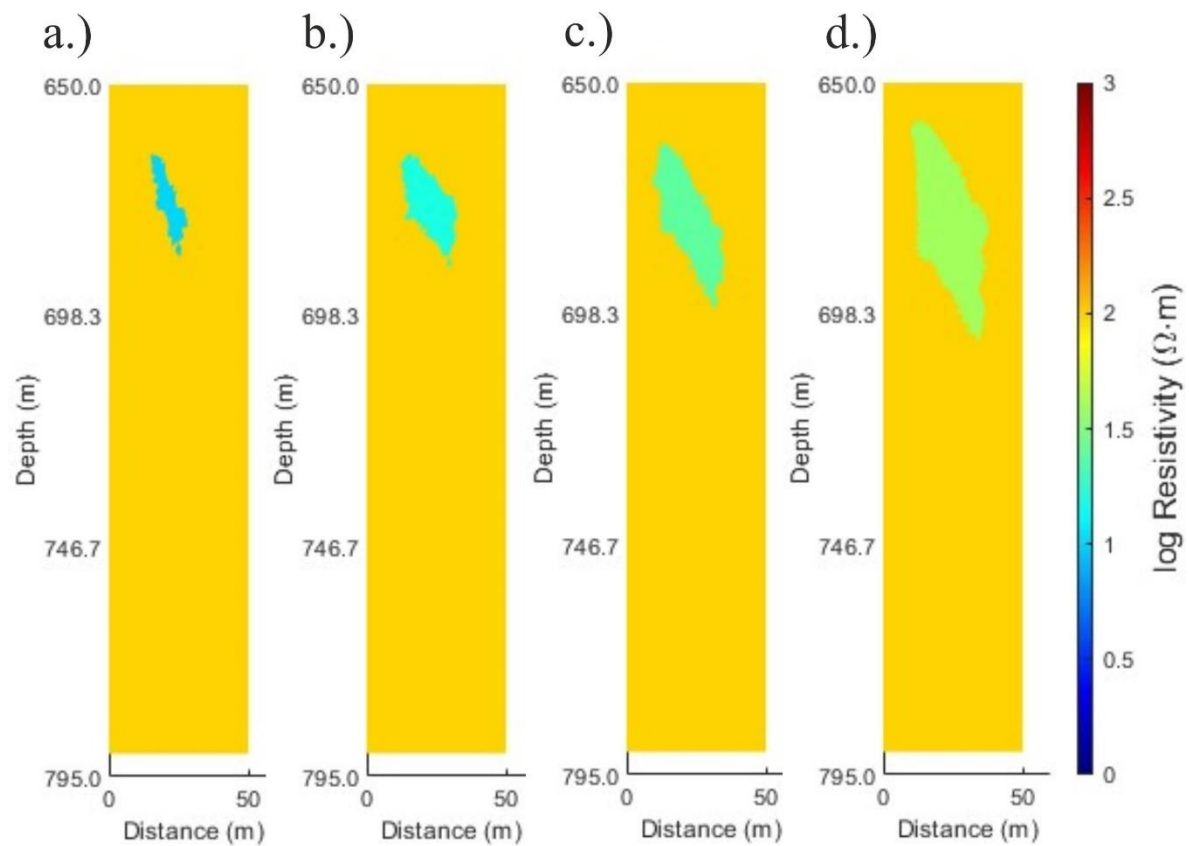 a.)
b.)
c.)
d.)
650.0
698.3
746.7
795.0
Depth (m)
0
50
Distance (m)
650.0
698.3
746.7
795.0
Depth (m)
0
50
Distance (m)
650.0
698.3
746.7
795.0
Depth (m)
0
50
Distance (m)
650.0
698.3
746.7
795.0
Depth (m)
0
50
Distance (m)
3
2.5
2
1.5
1
0.5
0
log Resistivity (Ω·m)